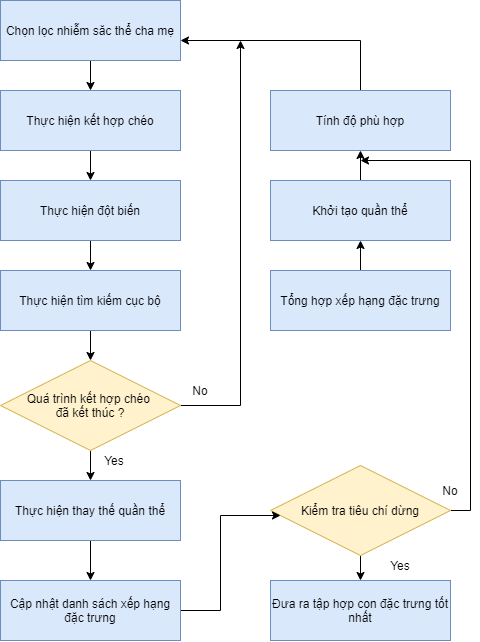 Chọn lọc nhiễm sắc thể cha mẹ
Thực hiện kết hợp chéo
Thực hiện đột biến
Thực hiện tìm kiếm cục bộ
Quá trình kết hợp chéo
đã kết thúc ?
No
Yes
Thực hiện thay thế quần thể
Cập nhật danh sách xếp hạng
đặc trưng
Tính độ phù hợp
Khởi tạo quần thể
Tổng hợp xếp hạng đặc trưng
Kiểm tra tiêu chí dừng
No
Yes
Đưa ra tập hợp con đặc trưng tốt
nhất